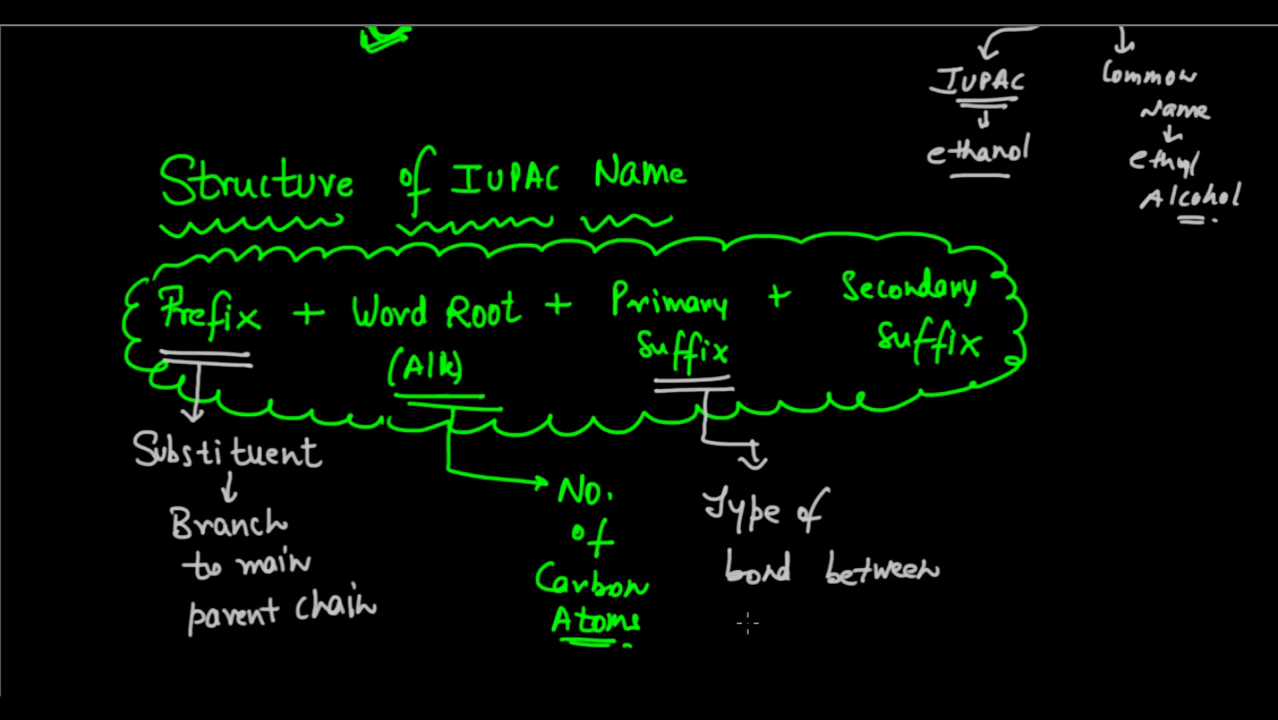 IUPAC
ethanol
Common
Name
ethyl
Alcohol
Structure of IUPAC Name
Prefix + Word Root + Primary Suffix + Secondary Suffix
(Alk)
Substituent
Branch
to main
parent chain
No.
of
Carbon
Atoms
Type of
bond between